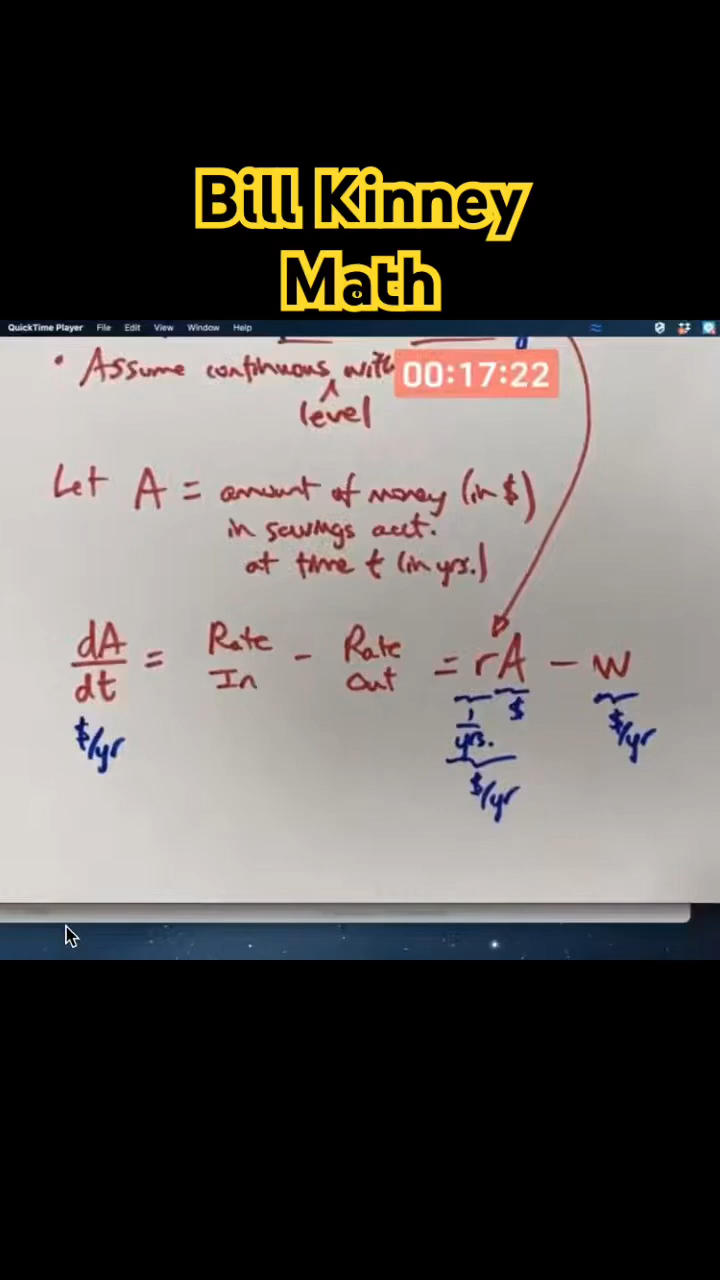 Bill Kinney
Math
QuickTime Player File Edit View Window Help
• Assume continuous with
00:17:22
^
level
Let A = amount of money (in $)
in savings acct.
at time t (in yrs.)
dA/dt = Rate In - Rate Out = rA - w
$/yr
1/yrs.
$
$/yr
$/yr